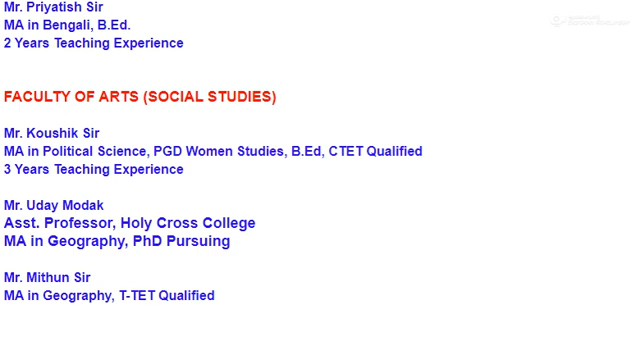 Mr. Priyatish Sir
MA in Bengali, B.Ed.
2 Years Teaching Experience
FACULTY OF ARTS (SOCIAL STUDIES)
Mr. Koushik Sir
MA in Political Science, PGD Women Studies, B.Ed, CTET Qualified
3 Years Teaching Experience
Mr. Uday Modak
Asst. Professor, Holy Cross College
MA in Geography, PhD Pursuing
Mr. Mithun Sir
MA in Geography, T-TET Qualified